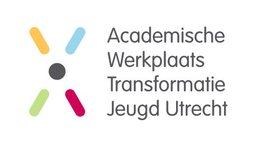 Academische
Werkplaats
Transformatie
Jeugd Utrecht